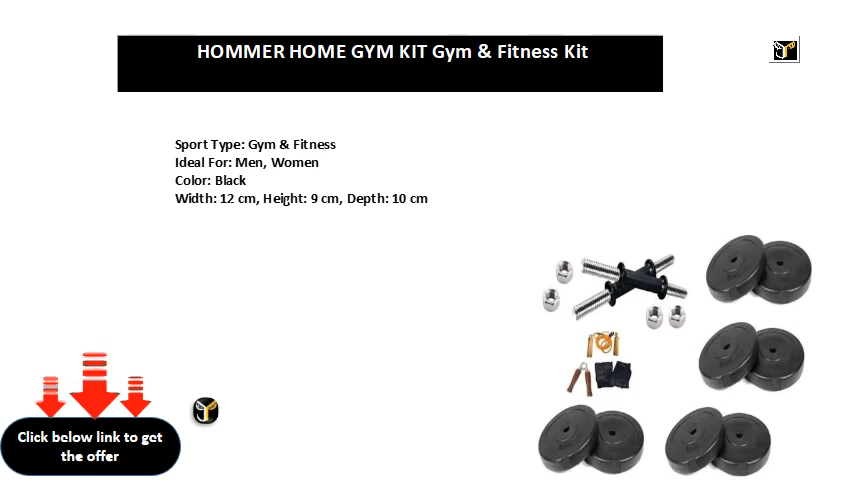 HOMMER HOME GYM KIT Gym & Fitness Kit
Sport Type: Gym & Fitness
Ideal For: Men, Women
Color: Black
Width: 12 cm, Height: 9 cm, Depth: 10 cm
Click below link to get
the offer